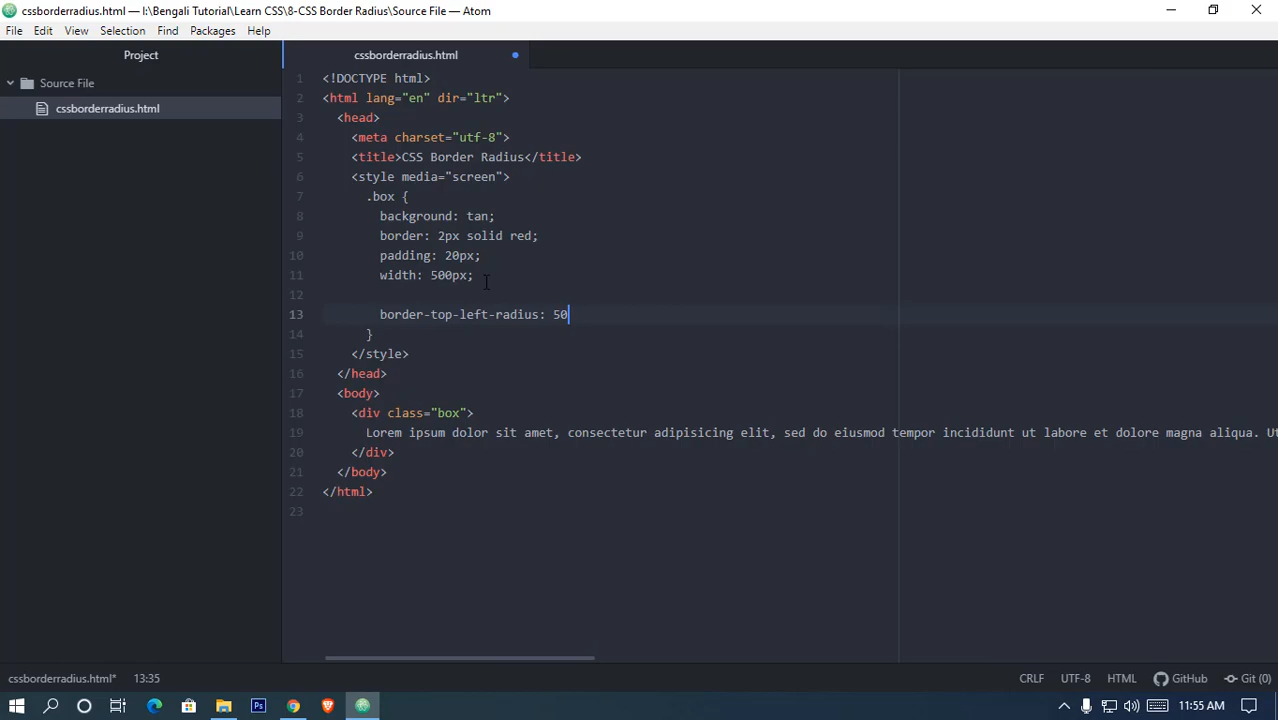 cssborderradius.html — I:\Bengali Tutorial\Learn CSS\8-CSS Border Radius\Source File — Atom
File Edit View Selection Find Packages Help
Project
cssborderradius.html
Source File
cssborderradius.html
1 <!DOCTYPE html>
2 <html lang="en" dir="ltr">
3 <head>
4 <meta charset="utf-8">
5 <title>CSS Border Radius</title>
6 <style media="screen">
7 .box {
8 background: tan;
9 border: 2px solid red;
10 padding: 20px;
11 width: 500px;
12
13 border-top-left-radius: 50
14 }
15 </style>
16 </head>
17 <body>
18 <div class="box">
19 Lorem ipsum dolor sit amet, consectetur adipisicing elit, sed do eiusmod tempor incididunt ut labore et dolore magna aliqua. Ut
20 </div>
21 </body>
22 </html>
23
cssborderradius.html* 13:35 CRLF UTF-8 HTML GitHub Git (0)
Ps 11:55 AM